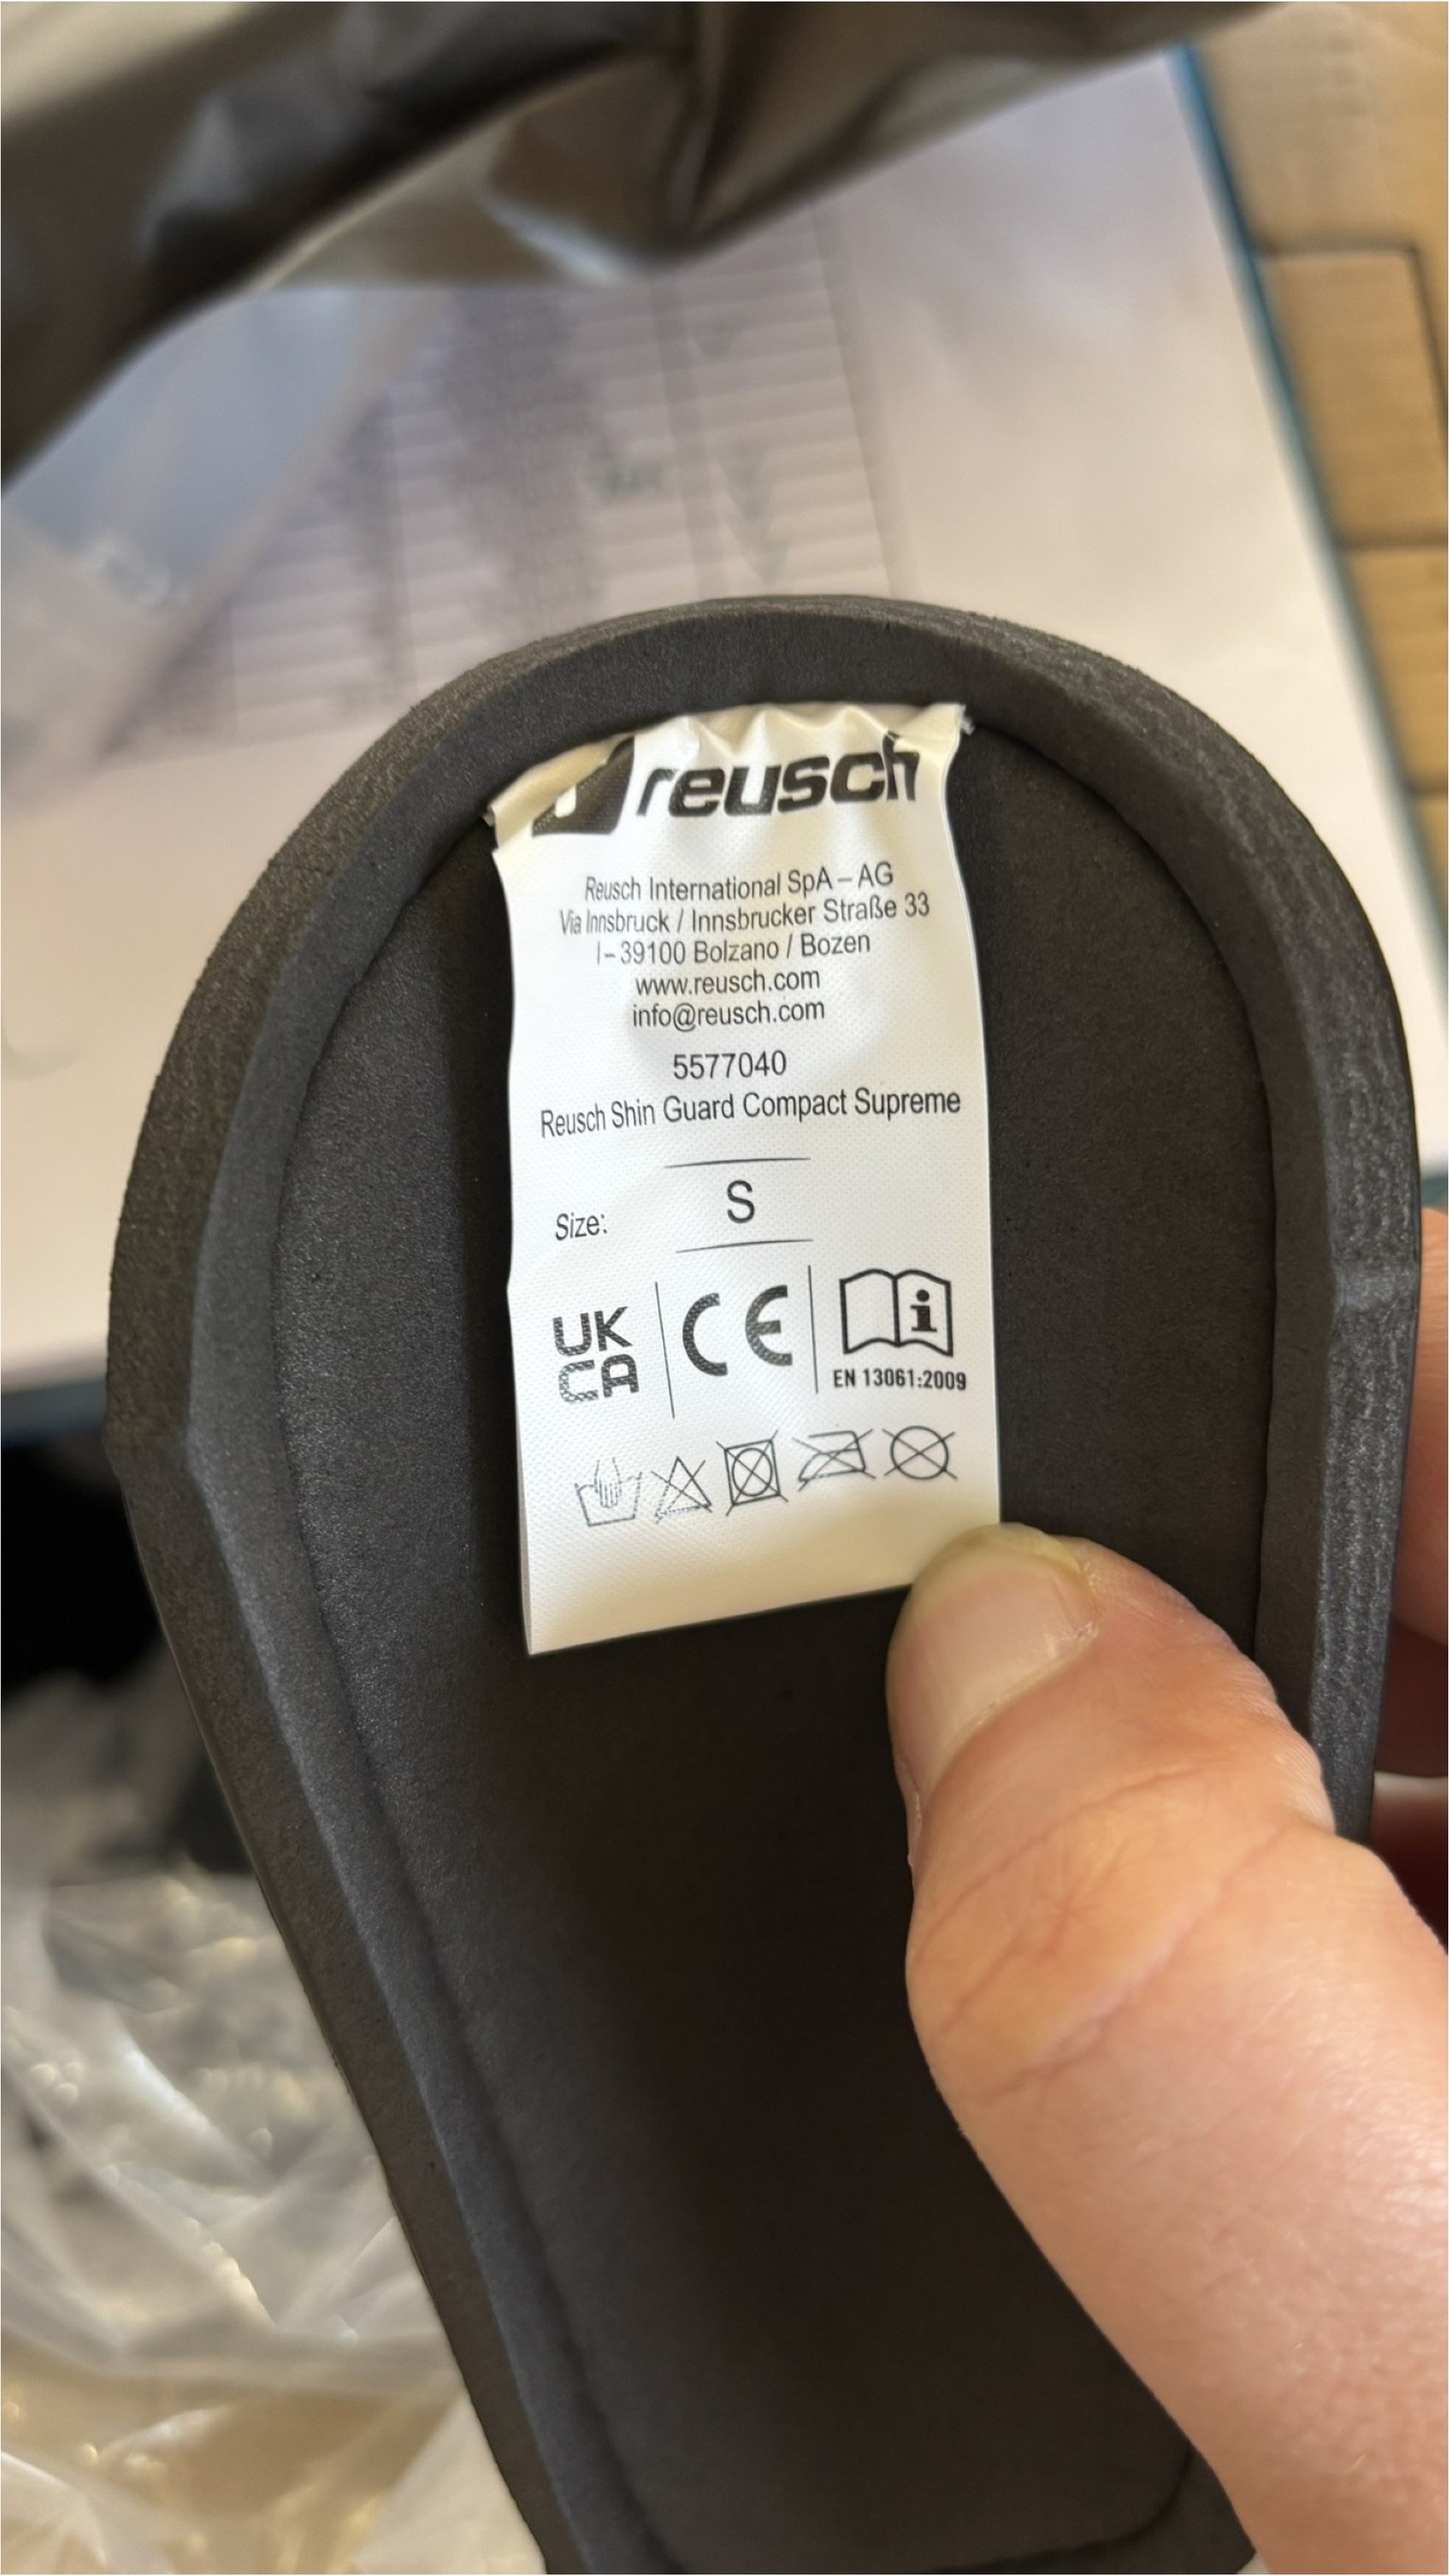 reusch
Reusch International SpA – AG
Via Innsbruck / Innsbrucker Straße 33
I – 39100 Bolzano / Bozen
www.reusch.com
info@reusch.com
5577040
Reusch Shin Guard Compact Supreme
Size: S
UK CA CE
EN 13061:2009